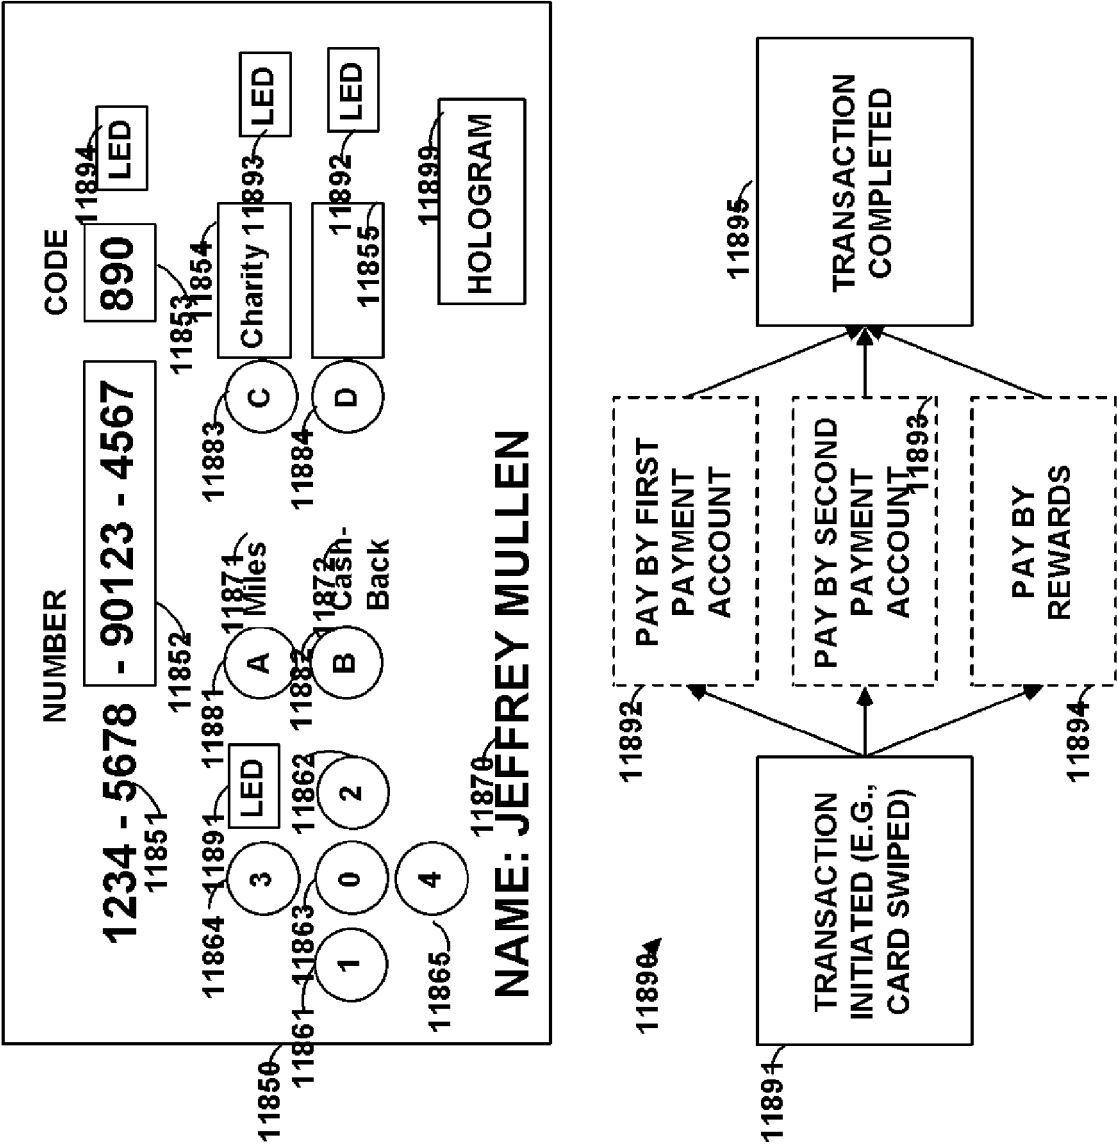 NUMBER
CODE
1234 - 5678 - 90123 - 4567
890
LED
11894
11851
11852
11853
11854
11864
11891
LED
11881
11871
Miles
11883
Charity
11893
LED
3
A
C
11861
11863
11862
11882
11872
Cash-
Back
11884
11855
11892
LED
1
0
2
B
D
4
11865
11850
11870
11899
HOLOGRAM
NAME: JEFFREY MULLEN
11890
11892
PAY BY FIRST
PAYMENT
ACCOUNT
11891
TRANSACTION
INITIATED (E.G.,
CARD SWIPED)
PAY BY SECOND
PAYMENT
ACCOUNT
11893
11895
TRANSACTION
COMPLETED
11894
PAY BY
REWARDS